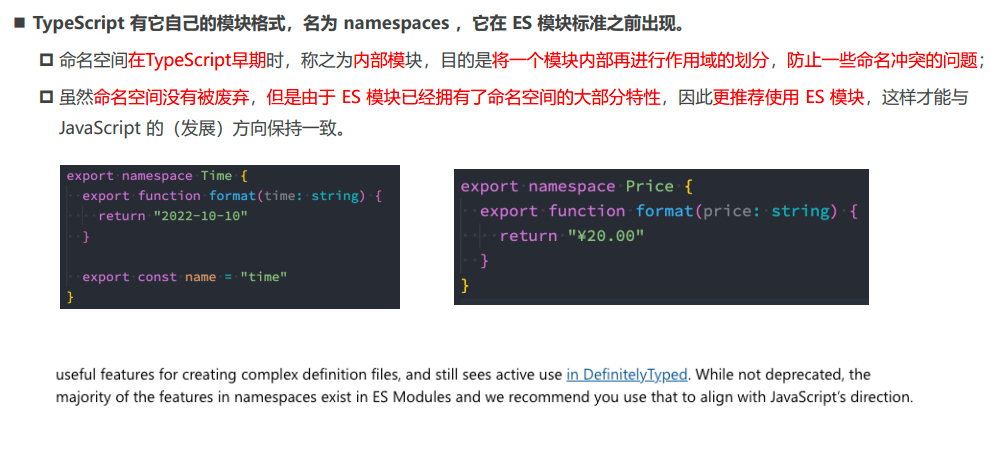 TypeScript 有它自己的模块格式，名为 namespaces ，它在 ES 模块标准之前出现。
命名空间在TypeScript早期时，称之为内部模块，目的是将一个模块内部再进行作用域的划分，防止一些命名冲突的问题；
虽然命名空间没有被废弃，但是由于 ES 模块已经拥有了命名空间的大部分特性，因此更推荐使用 ES 模块，这样才能与
JavaScript 的（发展）方向保持一致。
export namespace Time {
export function format(time: string) {
return "2022-10-10"
}
export const name = "time"
}
export namespace Price {
export function format(price: string) {
return "¥20.00"
}
}
useful features for creating complex definition files, and still sees active use in DefinitelyTyped. While not deprecated, the
majority of the features in namespaces exist in ES Modules and we recommend you use that to align with JavaScript's direction.